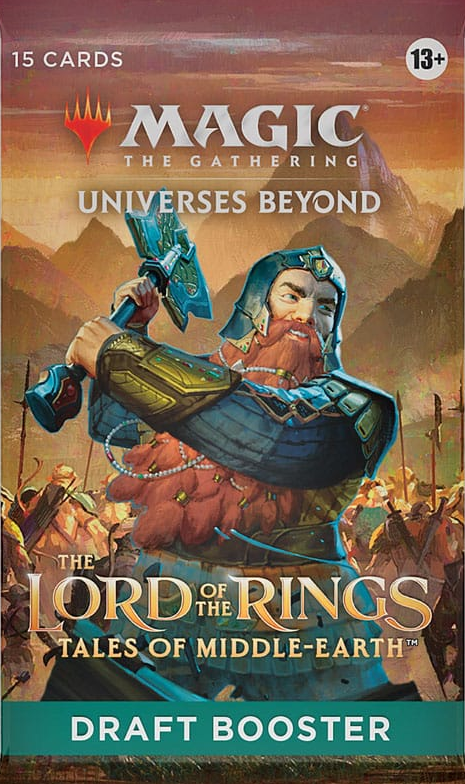 15 CARDS
13+
MAGIC®
THE GATHERING
UNIVERSES BEYOND
THE
LORD OF THE RINGS
TALES OF MIDDLE-EARTH™
DRAFT BOOSTER